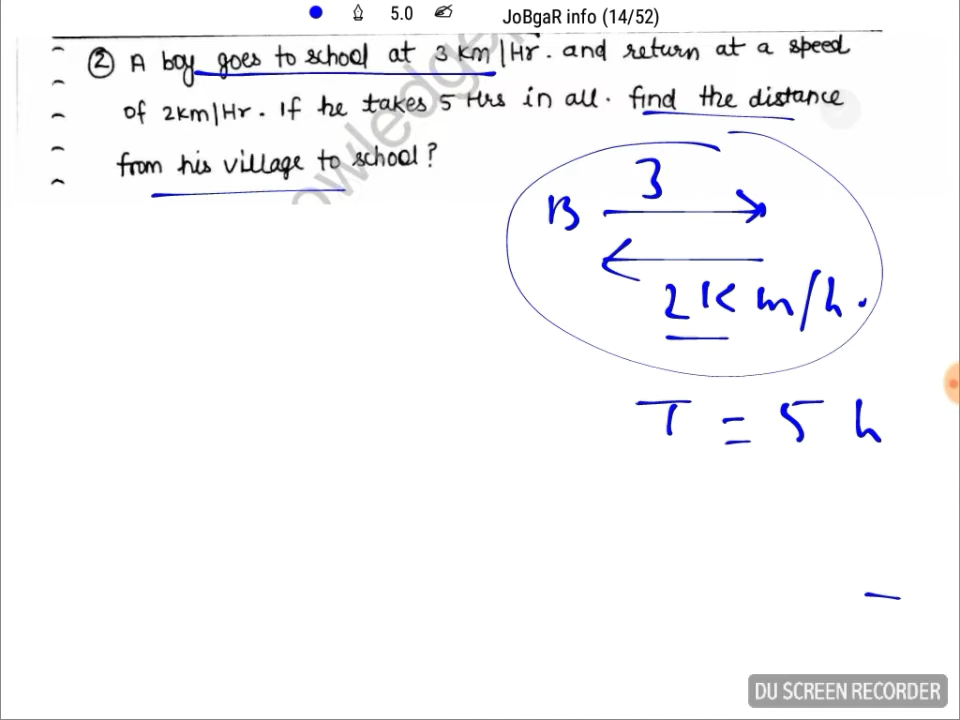 5.0 JoBgaR info (14/52)
② A boy goes to school at 3 km/Hr. and return at a speed
of 2km/Hr. If he takes 5 Hrs in all. find the distance
from his village to school?
3
B
2 K m/h.
T = 5 h
DU SCREEN RECORDER